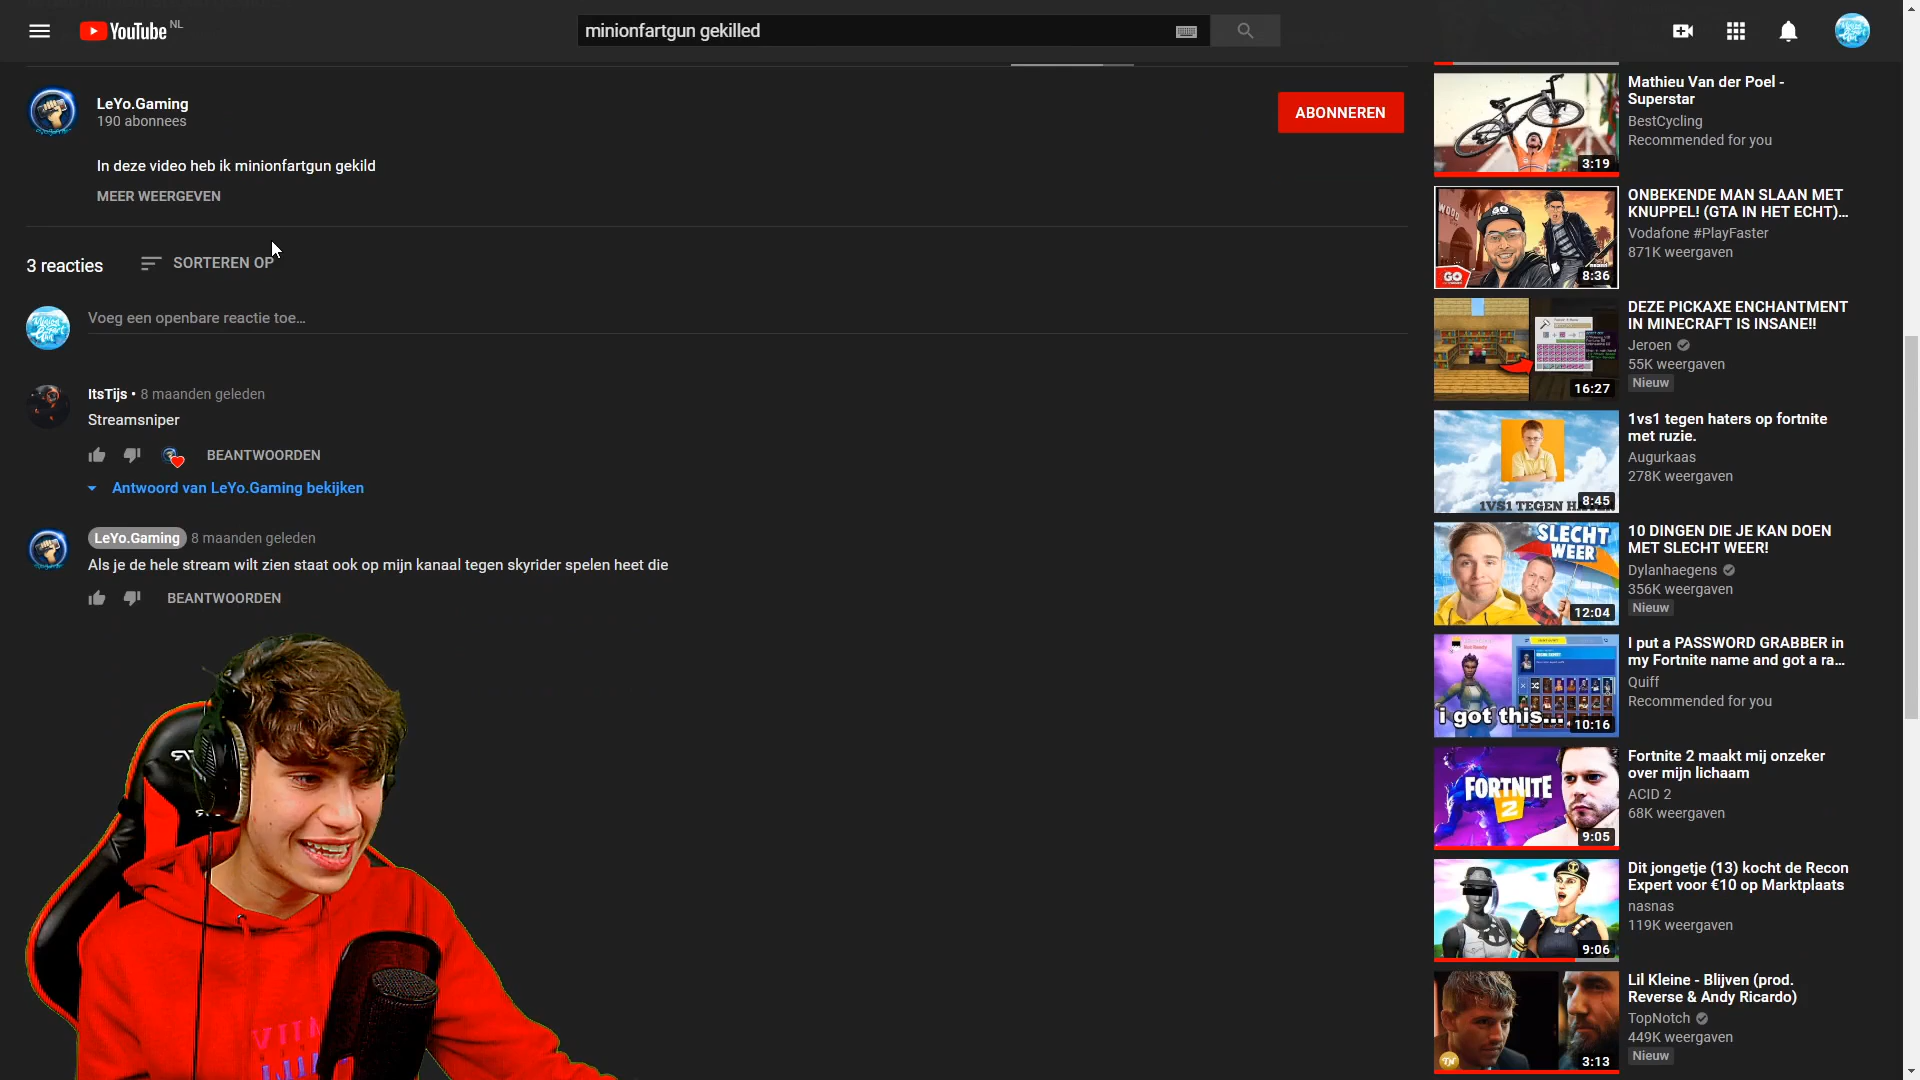 YouTube NL
minionfartgun gekilled
LeYo.Gaming
190 abonnees
ABONNEREN
In deze video heb ik minionfartgun gekild
MEER WEERGEVEN
3 reacties
SORTEREN OP
Voeg een openbare reactie toe...
ItsTijs • 8 maanden geleden
Streamsniper
BEANTWOORDEN
Antwoord van LeYo.Gaming bekijken
LeYo.Gaming 8 maanden geleden
Als je de hele stream wilt zien staat ook op mijn kanaal tegen skyrider spelen heet die
BEANTWOORDEN
3:19
Mathieu Van der Poel -
Superstar
BestCycling
Recommended for you
GO
8:36
ONBEKENDE MAN SLAAN MET
KNUPPEL! (GTA IN HET ECHT)...
Vodafone #PlayFaster
871K weergaven
16:27
DEZE PICKAXE ENCHANTMENT
IN MINECRAFT IS INSANE!!
Jeroen
55K weergaven
Nieuw
1VS1 TEGEN
8:45
1vs1 tegen haters op fortnite
met ruzie.
Augurkaas
278K weergaven
SLECHT
WEER
12:04
10 DINGEN DIE JE KAN DOEN
MET SLECHT WEER!
Dylanhaegens
356K weergaven
Nieuw
i got this...
10:16
I put a PASSWORD GRABBER in
my Fortnite name and got a ra...
Quiff
Recommended for you
FORTNITE
2
9:05
Fortnite 2 maakt mij onzeker
over mijn lichaam
ACID 2
68K weergaven
9:06
Dit jongetje (13) kocht de Recon
Expert voor €10 op Marktplaats
nasnas
119K weergaven
3:13
Lil Kleine - Blijven (prod.
Reverse & Andy Ricardo)
TopNotch
449K weergaven
Nieuw